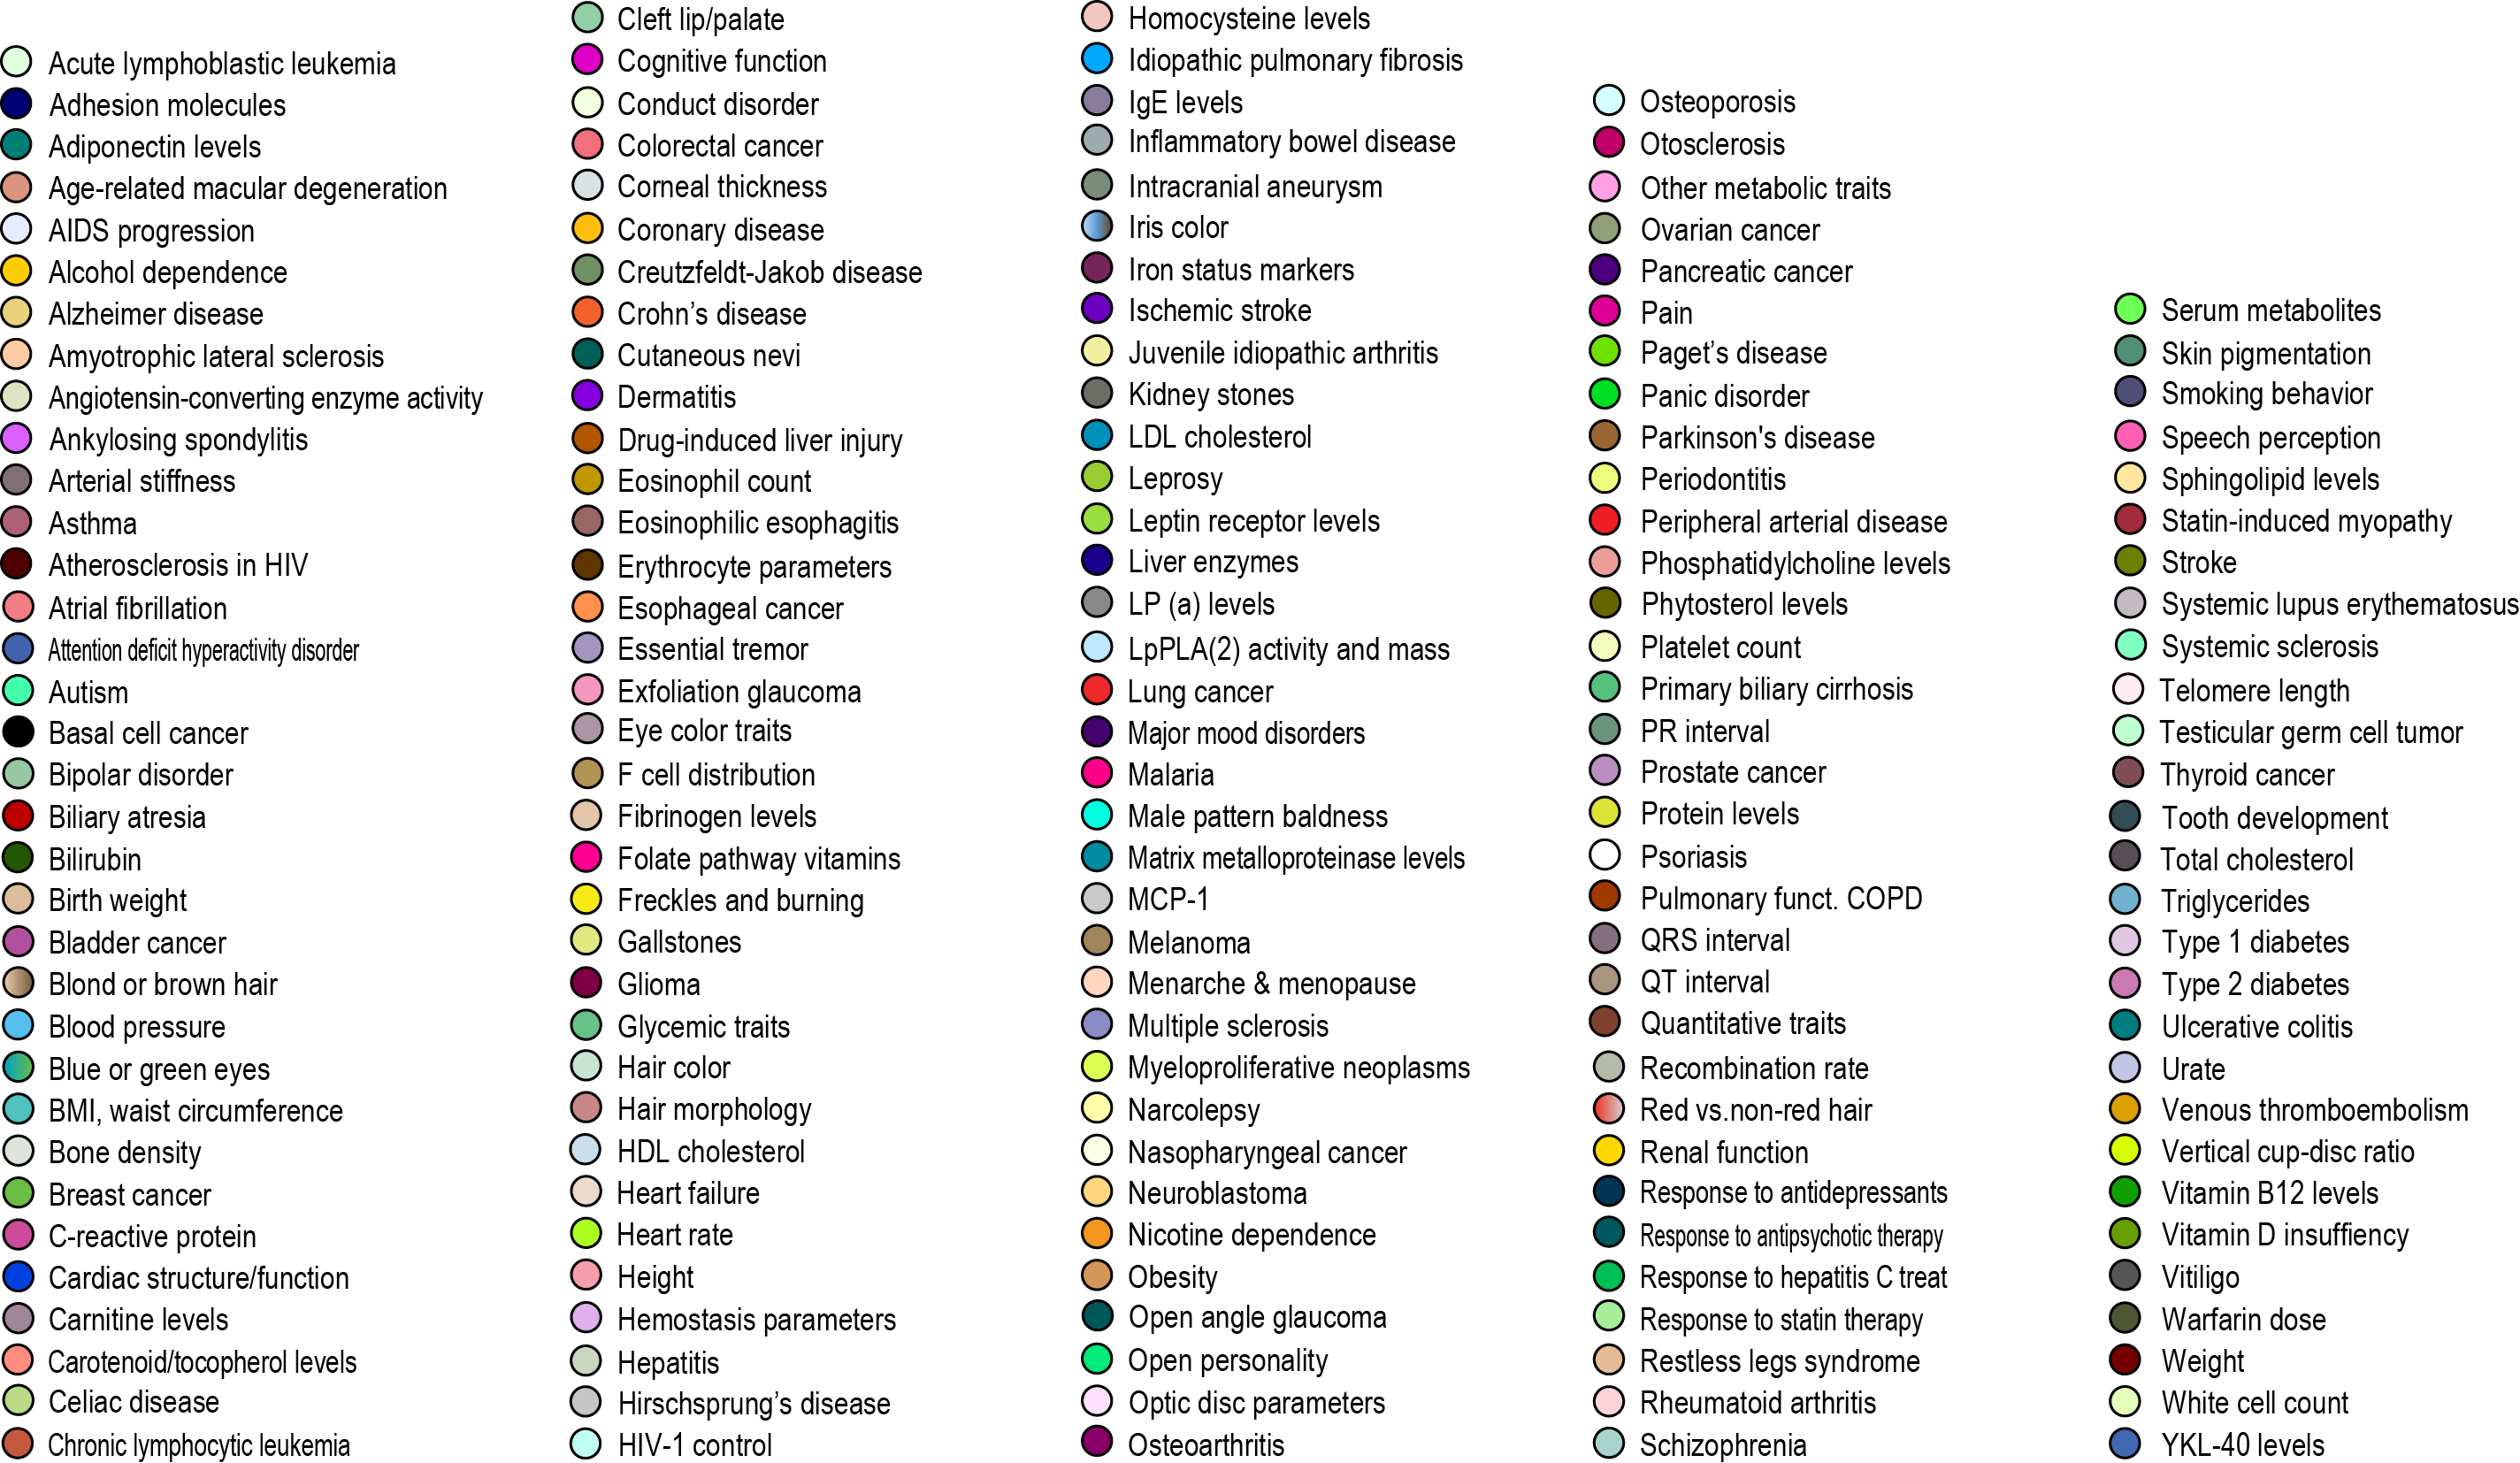 Acute lymphoblastic leukemia
Adhesion molecules
Adiponectin levels
Age-related macular degeneration
AIDS progression
Alcohol dependence
Alzheimer disease
Amyotrophic lateral sclerosis
Angiotensin-converting enzyme activity
Ankylosing spondylitis
Arterial stiffness
Asthma
Atherosclerosis in HIV
Atrial fibrillation
Attention deficit hyperactivity disorder
Autism
Basal cell cancer
Bipolar disorder
Biliary atresia
Bilirubin
Birth weight
Bladder cancer
Blond or brown hair
Blood pressure
Blue or green eyes
BMI, waist circumference
Bone density
Breast cancer
C-reactive protein
Cardiac structure/function
Carnitine levels
Carotenoid/tocopherol levels
Celiac disease
Chronic lymphocytic leukemia
Cleft lip/palate
Cognitive function
Conduct disorder
Colorectal cancer
Corneal thickness
Coronary disease
Creutzfeldt-Jakob disease
Crohn’s disease
Cutaneous nevi
Dermatitis
Drug-induced liver injury
Eosinophil count
Eosinophilic esophagitis
Erythrocyte parameters
Esophageal cancer
Essential tremor
Exfoliation glaucoma
Eye color traits
F cell distribution
Fibrinogen levels
Folate pathway vitamins
Freckles and burning
Gallstones
Glioma
Glycemic traits
Hair color
Hair morphology
HDL cholesterol
Heart failure
Heart rate
Height
Hemostasis parameters
Hepatitis
Hirschsprung’s disease
HIV-1 control
Homocysteine levels
Idiopathic pulmonary fibrosis
IgE levels
Inflammatory bowel disease
Intracranial aneurysm
Iris color
Iron status markers
Ischemic stroke
Juvenile idiopathic arthritis
Kidney stones
LDL cholesterol
Leprosy
Leptin receptor levels
Liver enzymes
LP (a) levels
LpPLA(2) activity and mass
Lung cancer
Major mood disorders
Malaria
Male pattern baldness
Matrix metalloproteinase levels
MCP-1
Melanoma
Menarche & menopause
Multiple sclerosis
Myeloproliferative neoplasms
Narcolepsy
Nasopharyngeal cancer
Neuroblastoma
Nicotine dependence
Obesity
Open angle glaucoma
Open personality
Optic disc parameters
Osteoarthritis
Osteoporosis
Otosclerosis
Other metabolic traits
Ovarian cancer
Pancreatic cancer
Pain
Paget’s disease
Panic disorder
Parkinson's disease
Periodontitis
Peripheral arterial disease
Phosphatidylcholine levels
Phytosterol levels
Platelet count
Primary biliary cirrhosis
PR interval
Prostate cancer
Protein levels
Psoriasis
Pulmonary funct. COPD
QRS interval
QT interval
Quantitative traits
Recombination rate
Red vs.non-red hair
Renal function
Response to antidepressants
Response to antipsychotic therapy
Response to hepatitis C treat
Response to statin therapy
Restless legs syndrome
Rheumatoid arthritis
Schizophrenia
Serum metabolites
Skin pigmentation
Smoking behavior
Speech perception
Sphingolipid levels
Statin-induced myopathy
Stroke
Systemic lupus erythematosus
Systemic sclerosis
Telomere length
Testicular germ cell tumor
Thyroid cancer
Tooth development
Total cholesterol
Triglycerides
Type 1 diabetes
Type 2 diabetes
Ulcerative colitis
Urate
Venous thromboembolism
Vertical cup-disc ratio
Vitamin B12 levels
Vitamin D insuffiency
Vitiligo
Warfarin dose
Weight
White cell count
YKL-40 levels